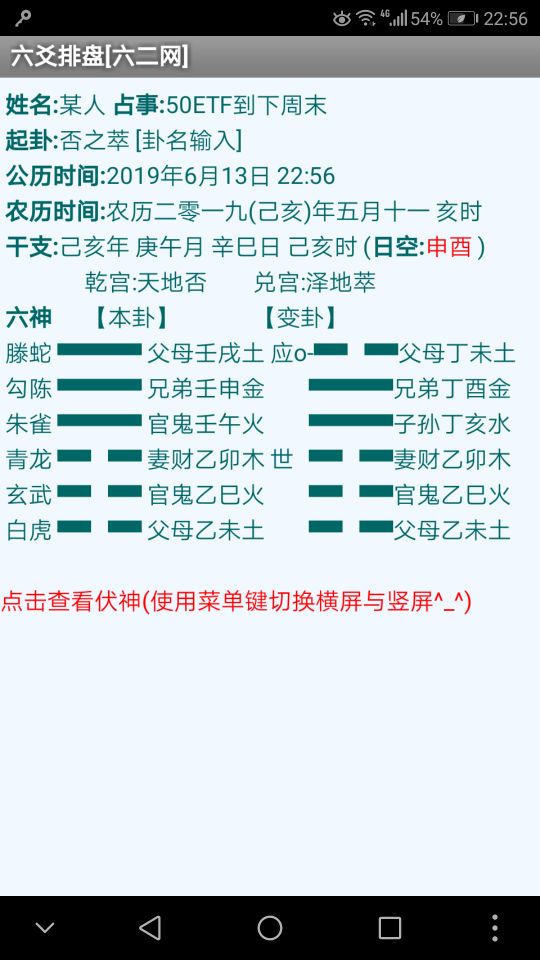 4G 54% 22:56
六爻排盘[六二网]
姓名:某人 占事:50ETF到下周末
起卦:否之萃 [卦名输入]
公历时间:2019年6月13日 22:56
农历时间:农历二零一九(己亥)年五月十一 亥时
干支:己亥年 庚午月 辛巳日 己亥时 (日空:申酉 )
乾宫:天地否 兑宫:泽地萃
六神 【本卦】 【变卦】
滕蛇 父母壬戌土 应o- 父母丁未土
勾陈 兄弟壬申金 兄弟丁酉金
朱雀 官鬼壬午火 子孙丁亥水
青龙 妻财乙卯木 世 妻财乙卯木
玄武 官鬼乙巳火 官鬼乙巳火
白虎 父母乙未土 父母乙未土
点击查看伏神(使用菜单键切换横屏与竖屏^_^)